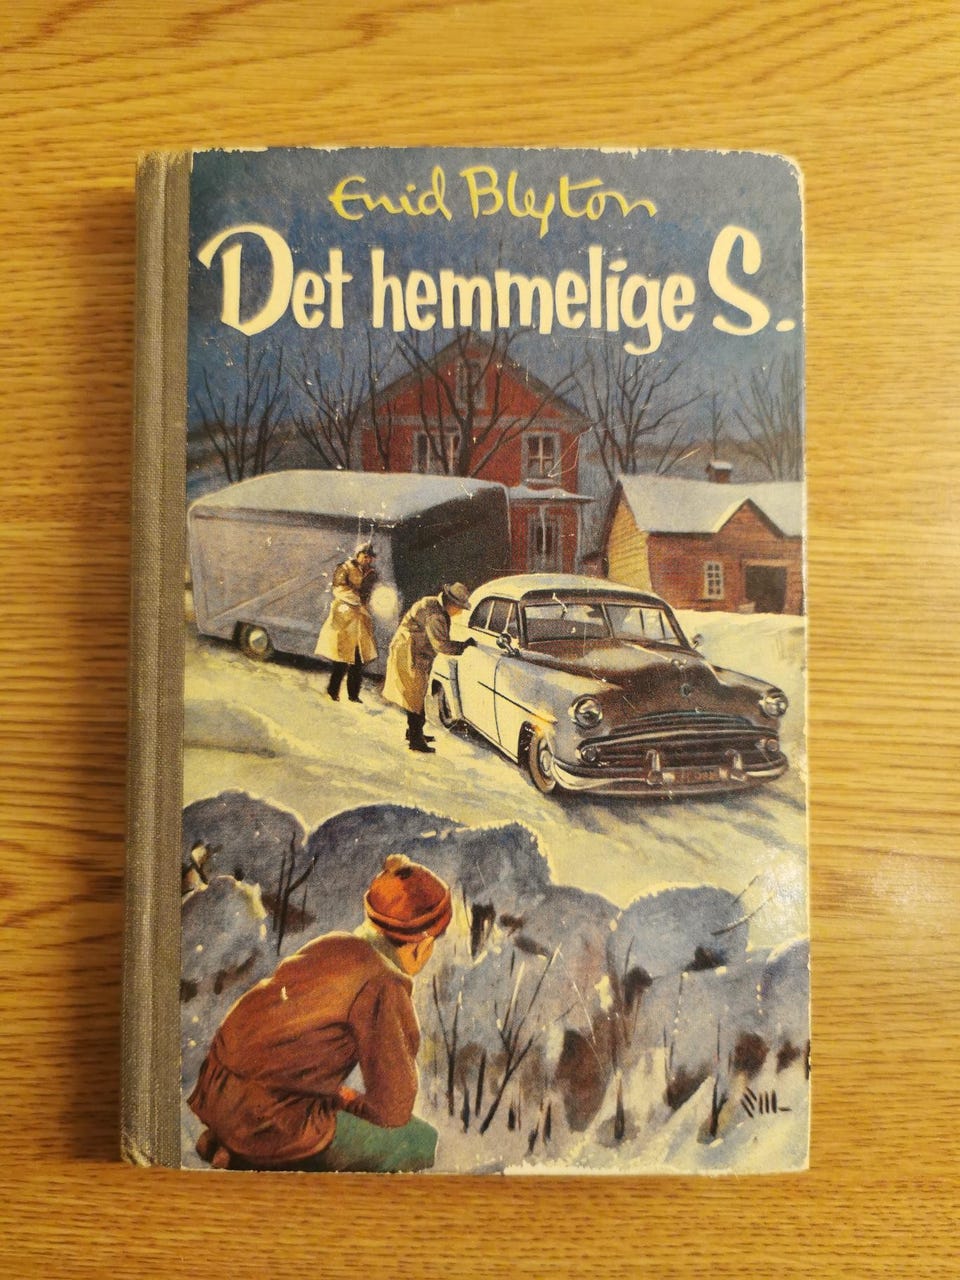 Enid Blyton
Det hemmelige S.